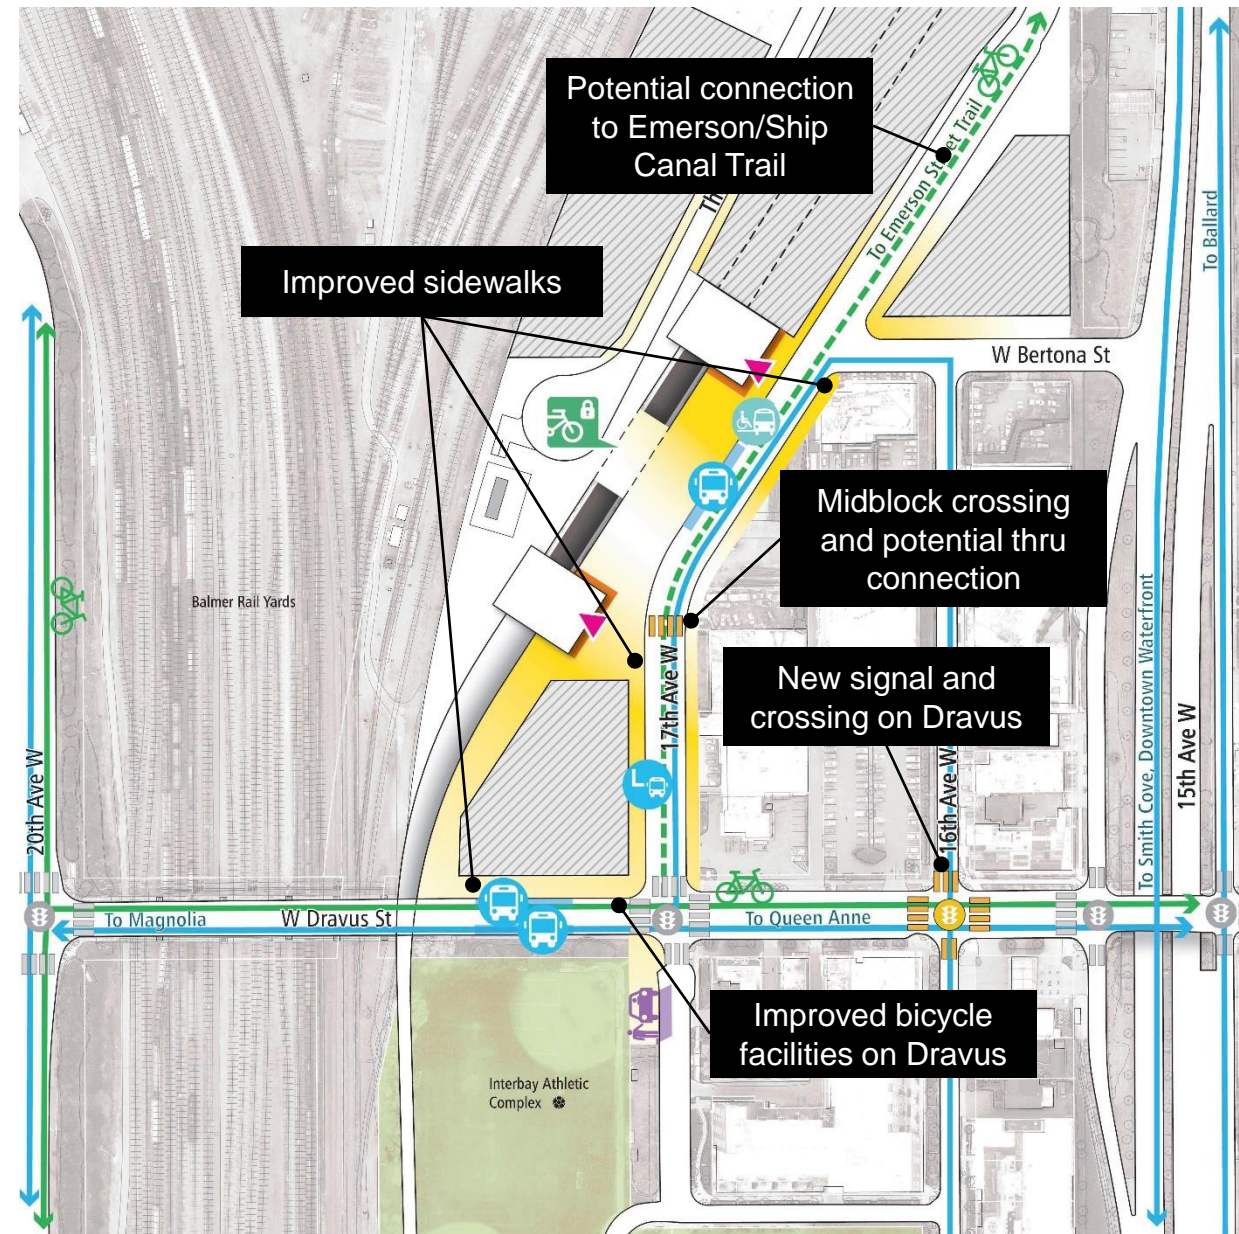 Potential connection
to Emerson/Ship
Canal Trail
To Emerson Street Trail
To Ballard
Improved sidewalks
W Bertona St
Midblock crossing
and potential thru
connection
Balmer Rail Yards
New signal and
crossing on Dravus
17th Ave W
16th Ave W
15th Ave W
20th Ave W
To Smith Cove, Downtown Waterfront
L
To Magnolia
W Dravus St
To Queen Anne
Improved bicycle
facilities on Dravus
Interbay Athletic
Complex